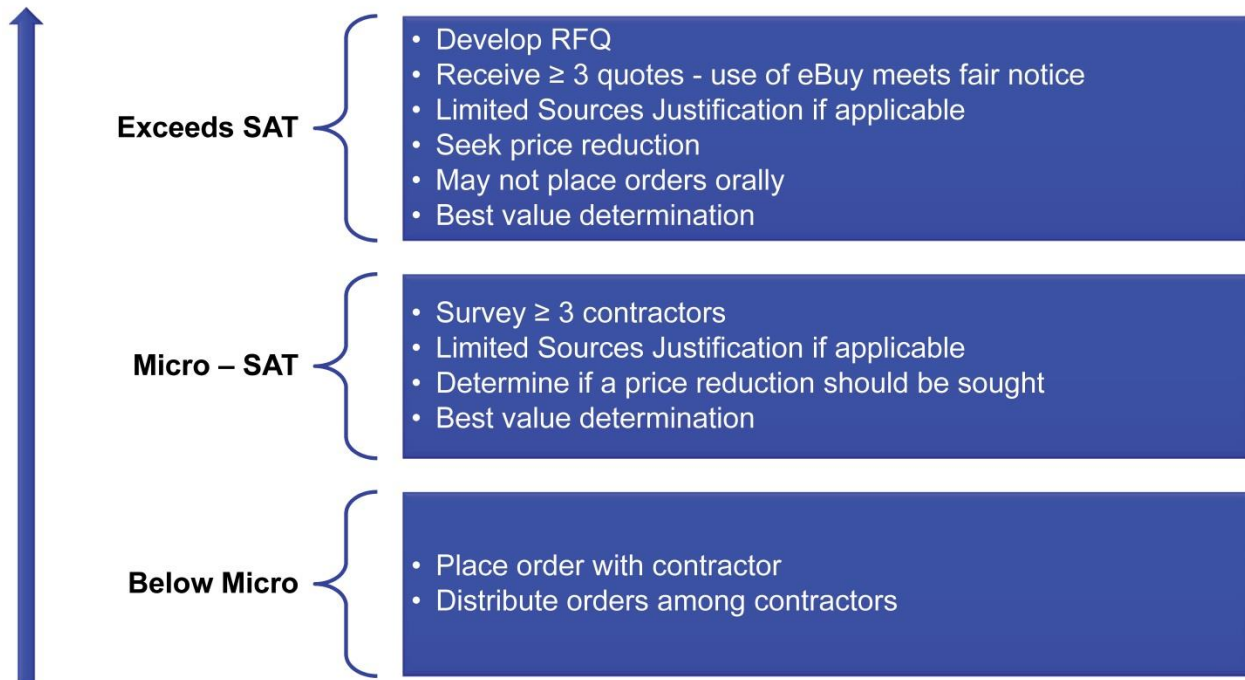 Exceeds SAT
• Develop RFQ
• Receive ≥ 3 quotes - use of eBuy meets fair notice
• Limited Sources Justification if applicable
• Seek price reduction
• May not place orders orally
• Best value determination
Micro – SAT
• Survey ≥ 3 contractors
• Limited Sources Justification if applicable
• Determine if a price reduction should be sought
• Best value determination
Below Micro
• Place order with contractor
• Distribute orders among contractors